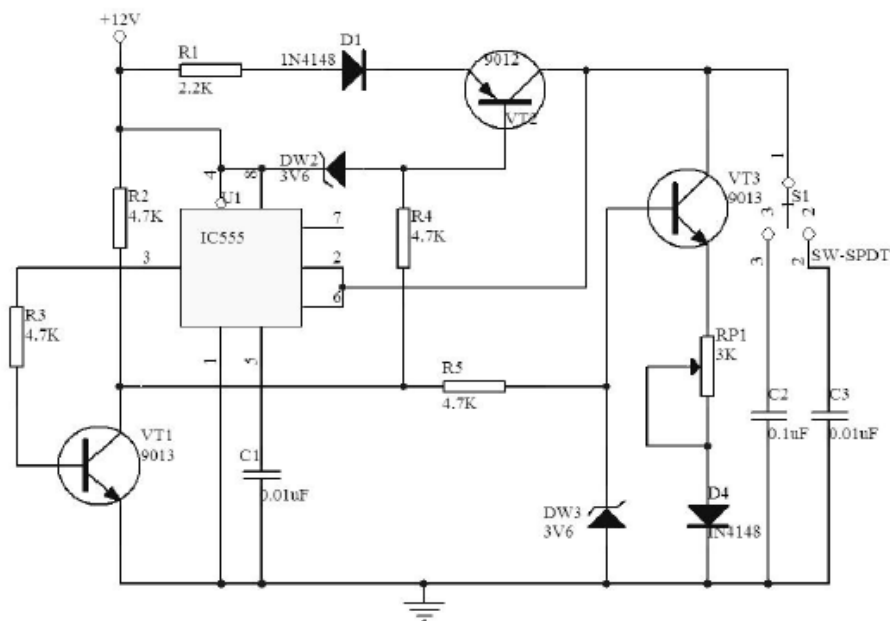 +12V
R1
2.2K
D1
1N4148
9012
VT2
DW2
3V6
4
8
U1
R2
4.7K
IC555
7
2
6
3
1
5
R3
4.7K
R4
4.7K
R5
4.7K
VT3
9013
1
S1
3
2
3
2
SW-SPDT
RP1
3K
VT1
9013
C1
0.01uF
DW3
3V6
D4
1N4148
C2
0.1uF
C3
0.01uF